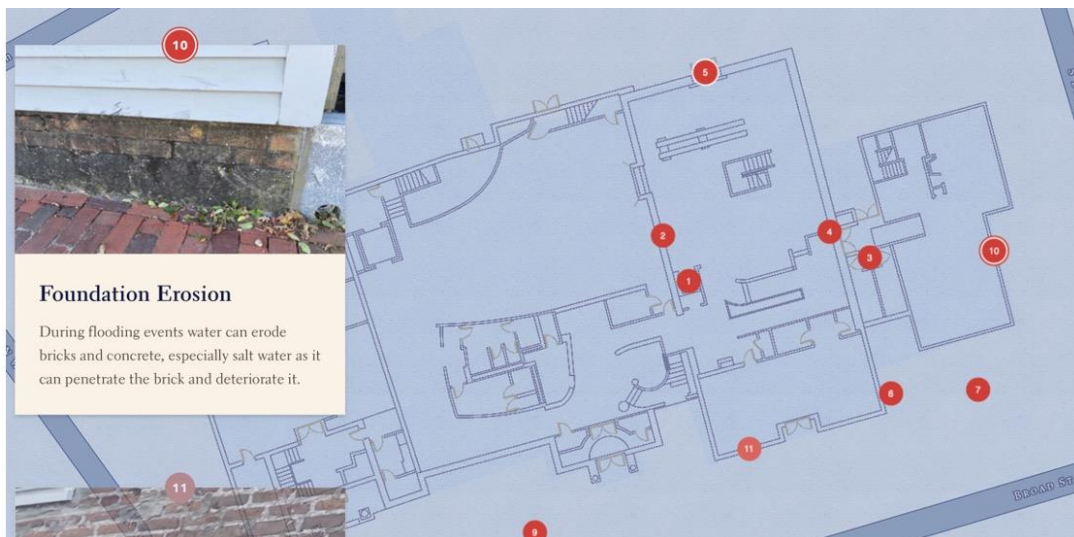 10
Foundation Erosion
During flooding events water can erode
bricks and concrete, especially salt water as it
can penetrate the brick and deteriorate it.
11
5
2
4
1
3
10
6
7
11
9
BROAD ST